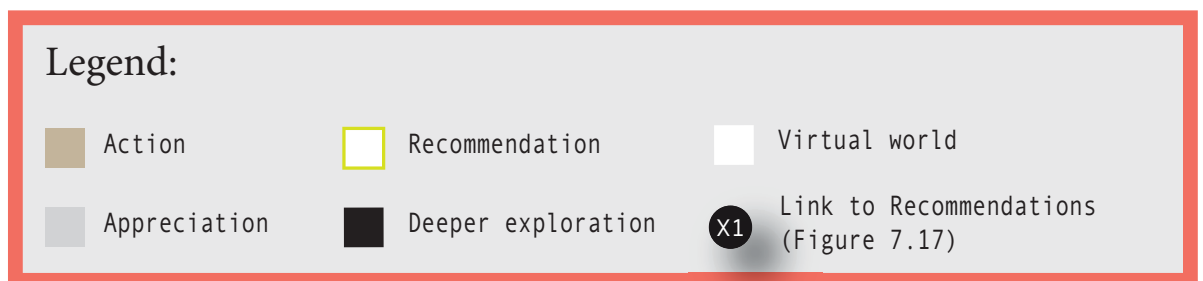 Legend:
Action
Recommendation
Virtual world
Appreciation
Deeper exploration
X1
Link to Recommendations
(Figure 7.17)